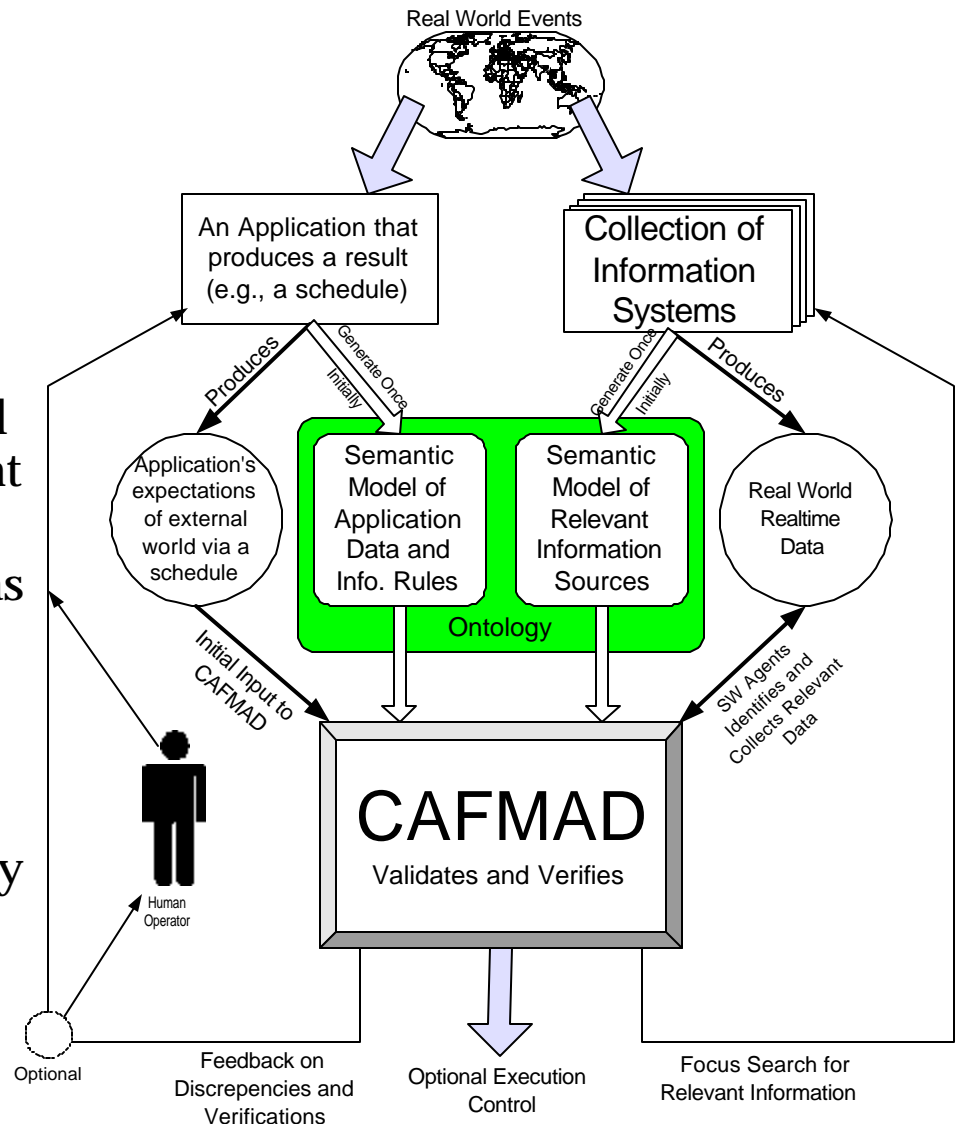 Real World Events
An Application that
produces a result
(e.g., a schedule)
Collection of
Information
Systems
Produces
Generate Once
Initially
Generate Once
Initially
Produces
Application's
expectations
of external
world via a
schedule
Semantic
Model of
Application
Data and
Info. Rules
Semantic
Model of
Relevant
Information
Sources
Real World
Realtime
Data
Ontology
Initial Input to
CAFMAD
SW Agents
Identifies and
Collects Relevant
Data
CAFMAD
Validates and Verifies
Human
Operator
Optional
Feedback on
Discrepencies and
Verifications
Optional Execution
Control
Focus Search for
Relevant Information